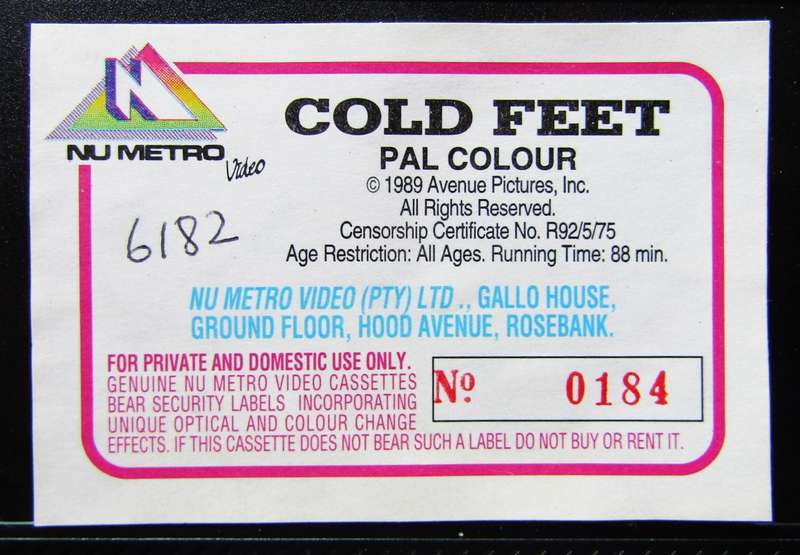 N
NU METRO
Video
COLD FEET
PAL COLOUR
© 1989 Avenue Pictures, Inc.
All Rights Reserved.
Censorship Certificate No. R92/5/75
Age Restriction: All Ages. Running Time: 88 min.
6182
NU METRO VIDEO (PTY) LTD ., GALLO HOUSE,
GROUND FLOOR, HOOD AVENUE, ROSEBANK.
FOR PRIVATE AND DOMESTIC USE ONLY.
GENUINE NU METRO VIDEO CASSETTES
BEAR SECURITY LABELS INCORPORATING
UNIQUE OPTICAL AND COLOUR CHANGE
EFFECTS. IF THIS CASSETTE DOES NOT BEAR SUCH A LABEL DO NOT BUY OR RENT IT.
Nº. 0184